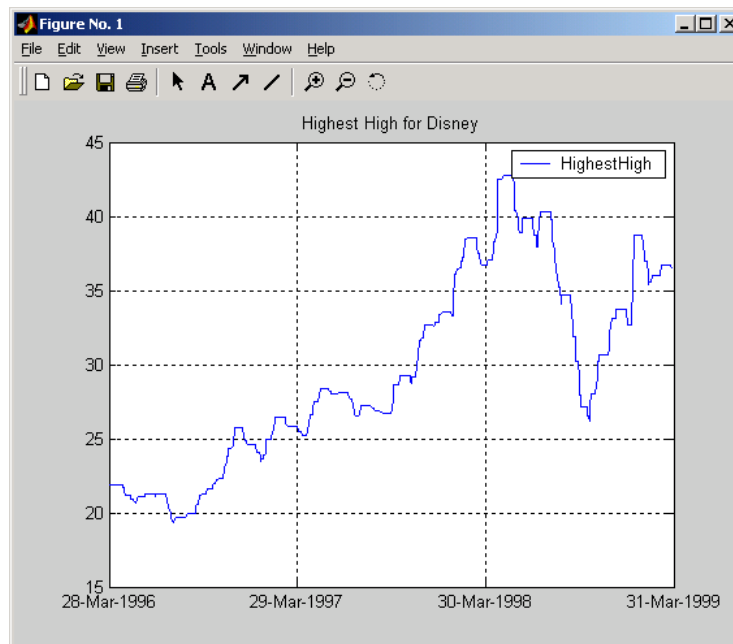 Figure No. 1
File Edit View Insert Tools Window Help
A
Highest High for Disney
HighestHigh
45
40
35
30
25
20
15
28-Mar-1996 29-Mar-1997 30-Mar-1998 31-Mar-1999